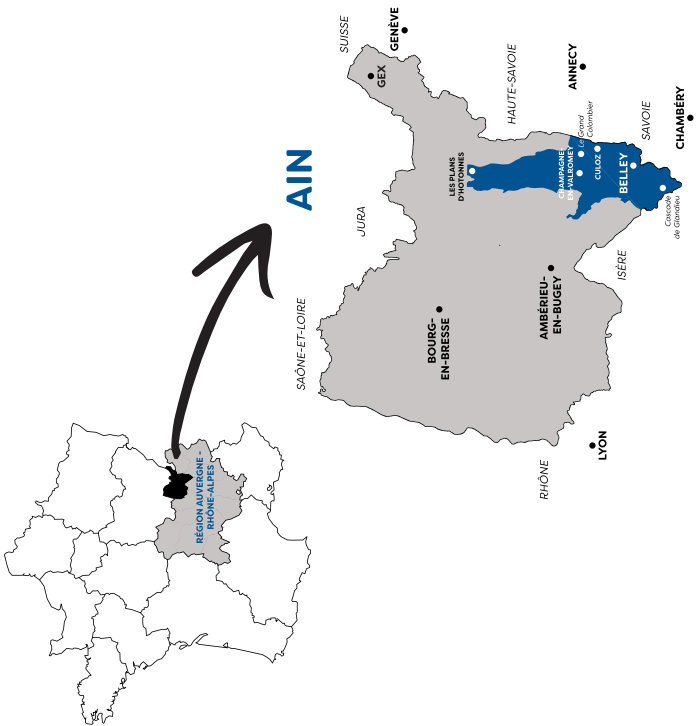 RÉGION AUVERGNE -
RHÔNE-ALPES
AIN
SAÔNE-ET-LOIRE
JURA
SUISSE
GENÈVE
GEX
HAUTE-SAVOIE
ANNECY
LES PLANS
D'HOTONNES
CHAMPAGNE-
EN-VALROMEY
Le Grand
Colombier
CULOZ
BELLEY
SAVOIE
CHAMBÉRY
Cascade
de Glandieu
BOURG-
EN-BRESSE
AMBÉRIEU-
EN-BUGEY
ISÈRE
RHÔNE
LYON